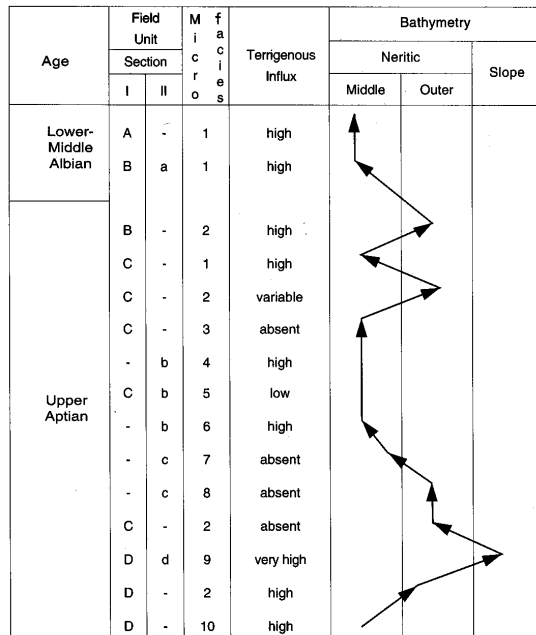 Age Field Unit Micro facies Terrigenous Influx Bathymetry
Section Neritic Slope
I II Middle Outer
Lower-Middle Albian
A - 1 high
B a 1 high
Upper Aptian
B - 2 high
C - 1 high
C - 2 variable
C - 3 absent
- b 4 high
C b 5 low
- b 6 high
- c 7 absent
- c 8 absent
C - 2 absent
D d 9 very high
D - 2 high
D - 10 high